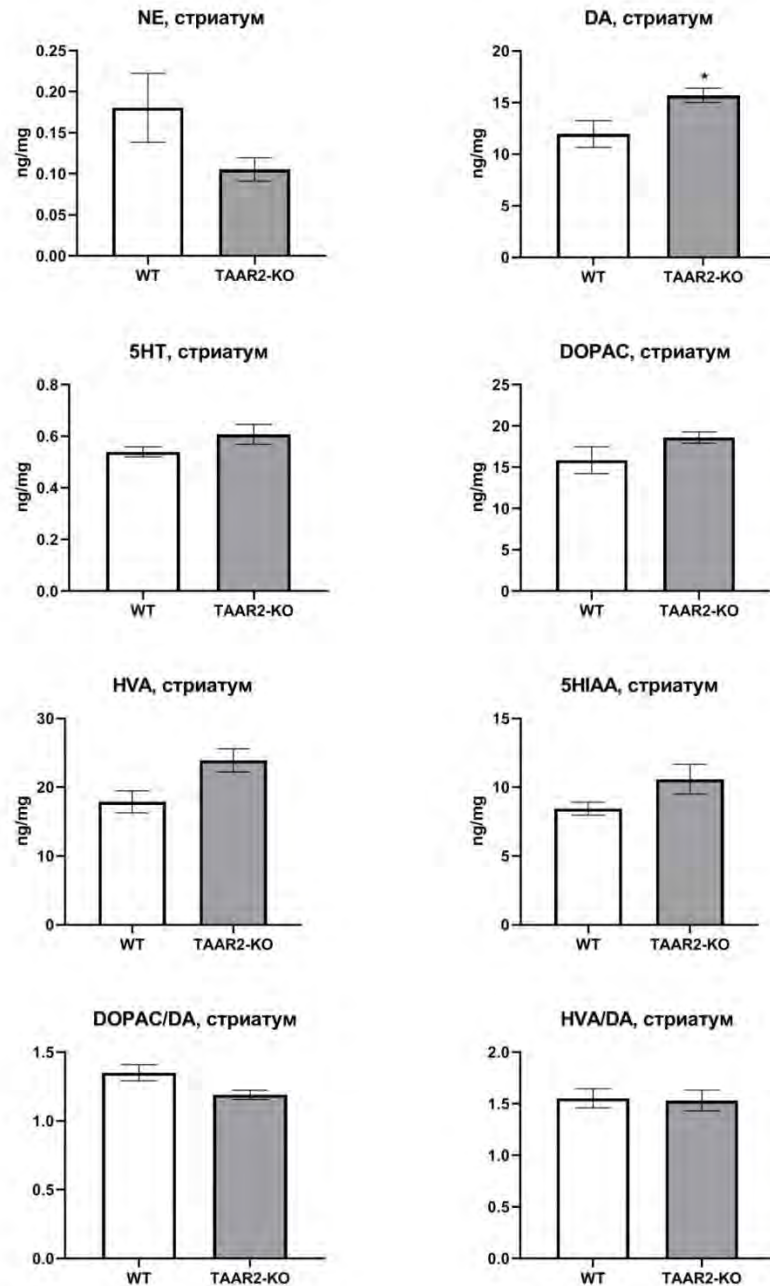 NE, стриатум
0.25
0.20
0.15
0.10
0.05
0.00
ng/mg
WT
TAAR2-KO
DA, стриатум
20
15
10
5
0
ng/mg
*
WT
TAAR2-KO
5HT, стриатум
0.8
0.6
0.4
0.2
0.0
ng/mg
WT
TAAR2-KO
DOPAC, стриатум
25
20
15
10
5
0
ng/mg
WT
TAAR2-KO
HVA, стриатум
30
20
10
0
ng/mg
WT
TAAR2-KO
5HIAA, стриатум
15
10
5
0
ng/mg
WT
TAAR2-KO
DOPAC/DA, стриатум
1.5
1.0
0.5
0.0
WT
TAAR2-KO
HVA/DA, стриатум
2.0
1.5
1.0
0.5
0.0
WT
TAAR2-KO